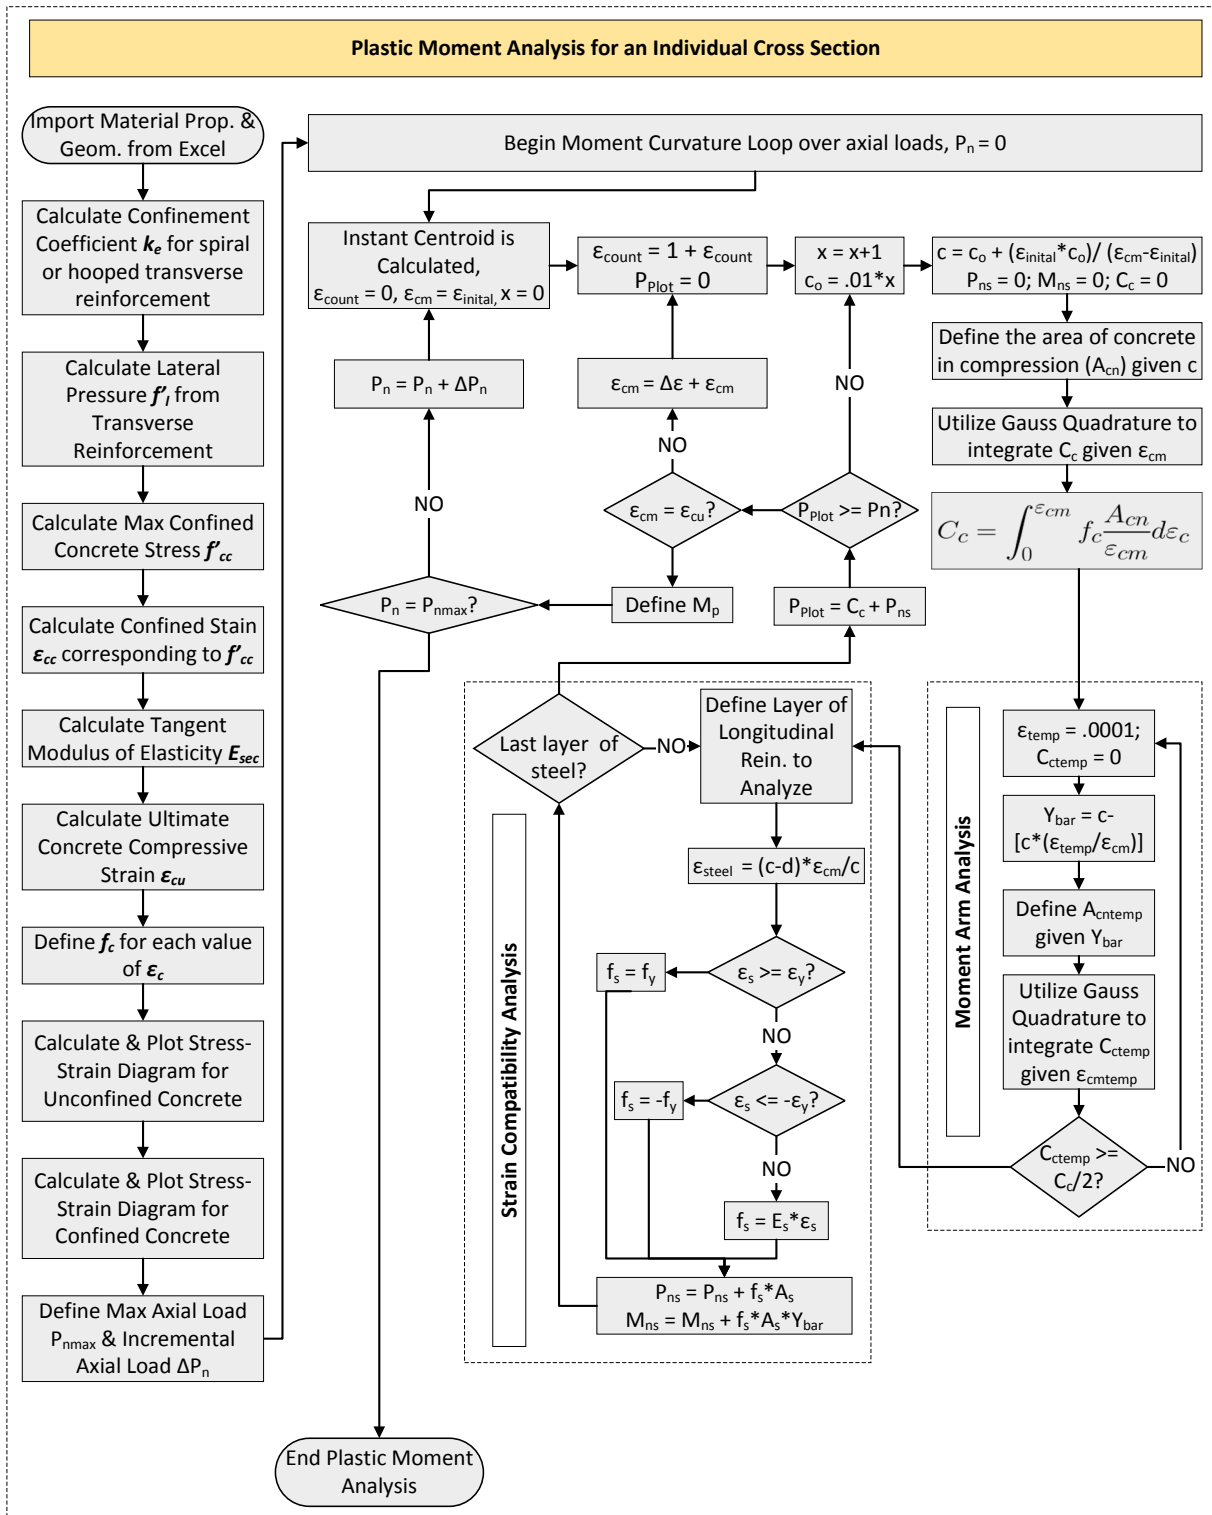 Plastic Moment Analysis for an Individual Cross Section
Import Material Prop. &
Geom. from Excel
Calculate Confinement
Coefficient kₑ for spiral
or hooped transverse
reinforcement
Calculate Lateral
Pressure f'ₗ from
Transverse
Reinforcement
Calculate Max Confined
Concrete Stress f'cc
Calculate Confined Stain
εcc corresponding to f'cc
Calculate Tangent
Modulus of Elasticity Esec
Calculate Ultimate
Concrete Compressive
Strain εcu
Define fc for each value
of εc
Calculate & Plot Stress-
Strain Diagram for
Unconfined Concrete
Calculate & Plot Stress-
Strain Diagram for
Confined Concrete
Define Max Axial Load
Pnmax & Incremental
Axial Load ΔPn
Begin Moment Curvature Loop over axial loads, Pn = 0
Instant Centroid is
Calculated,
εcount = 0, εcm = εinital, x = 0
εcount = 1 + εcount
PPlot = 0
x = x+1
co = .01*x
c = co + (εinital*co)/ (εcm-εinital)
Pns = 0; Mns = 0; Cc = 0
Define the area of concrete
in compression (Acn) given c
Utilize Gauss Quadrature to
integrate Cc given εcm
Cc = ∫₀^εcm fc Acn/εcm dεc
Pn = Pn + ΔPn
εcm = Δε + εcm
NO
NO
NO
εcm = εcu?
PPlot >= Pn?
Pn = Pnmax?
Define Mp
PPlot = Cc + Pns
Last layer of
steel?
NO
Define Layer of
Longitudinal
Rein. to
Analyze
εsteel = (c-d)*εcm/c
εs >= εy?
fs = fy
NO
εs <= -εy?
fs = -fy
NO
fs = Es*εs
Pns = Pns + fs*As
Mns = Mns + fs*As*Ybar
Strain Compatibility Analysis
εtemp = .0001;
Cctemp = 0
Ybar = c-
[c*(εtemp/εcm)]
Define Acntemp
given Ybar
Utilize Gauss
Quadrature to
integrate Cctemp
given εcmtemp
Cctemp >=
Cc/2?
NO
Moment Arm Analysis
End Plastic Moment
Analysis